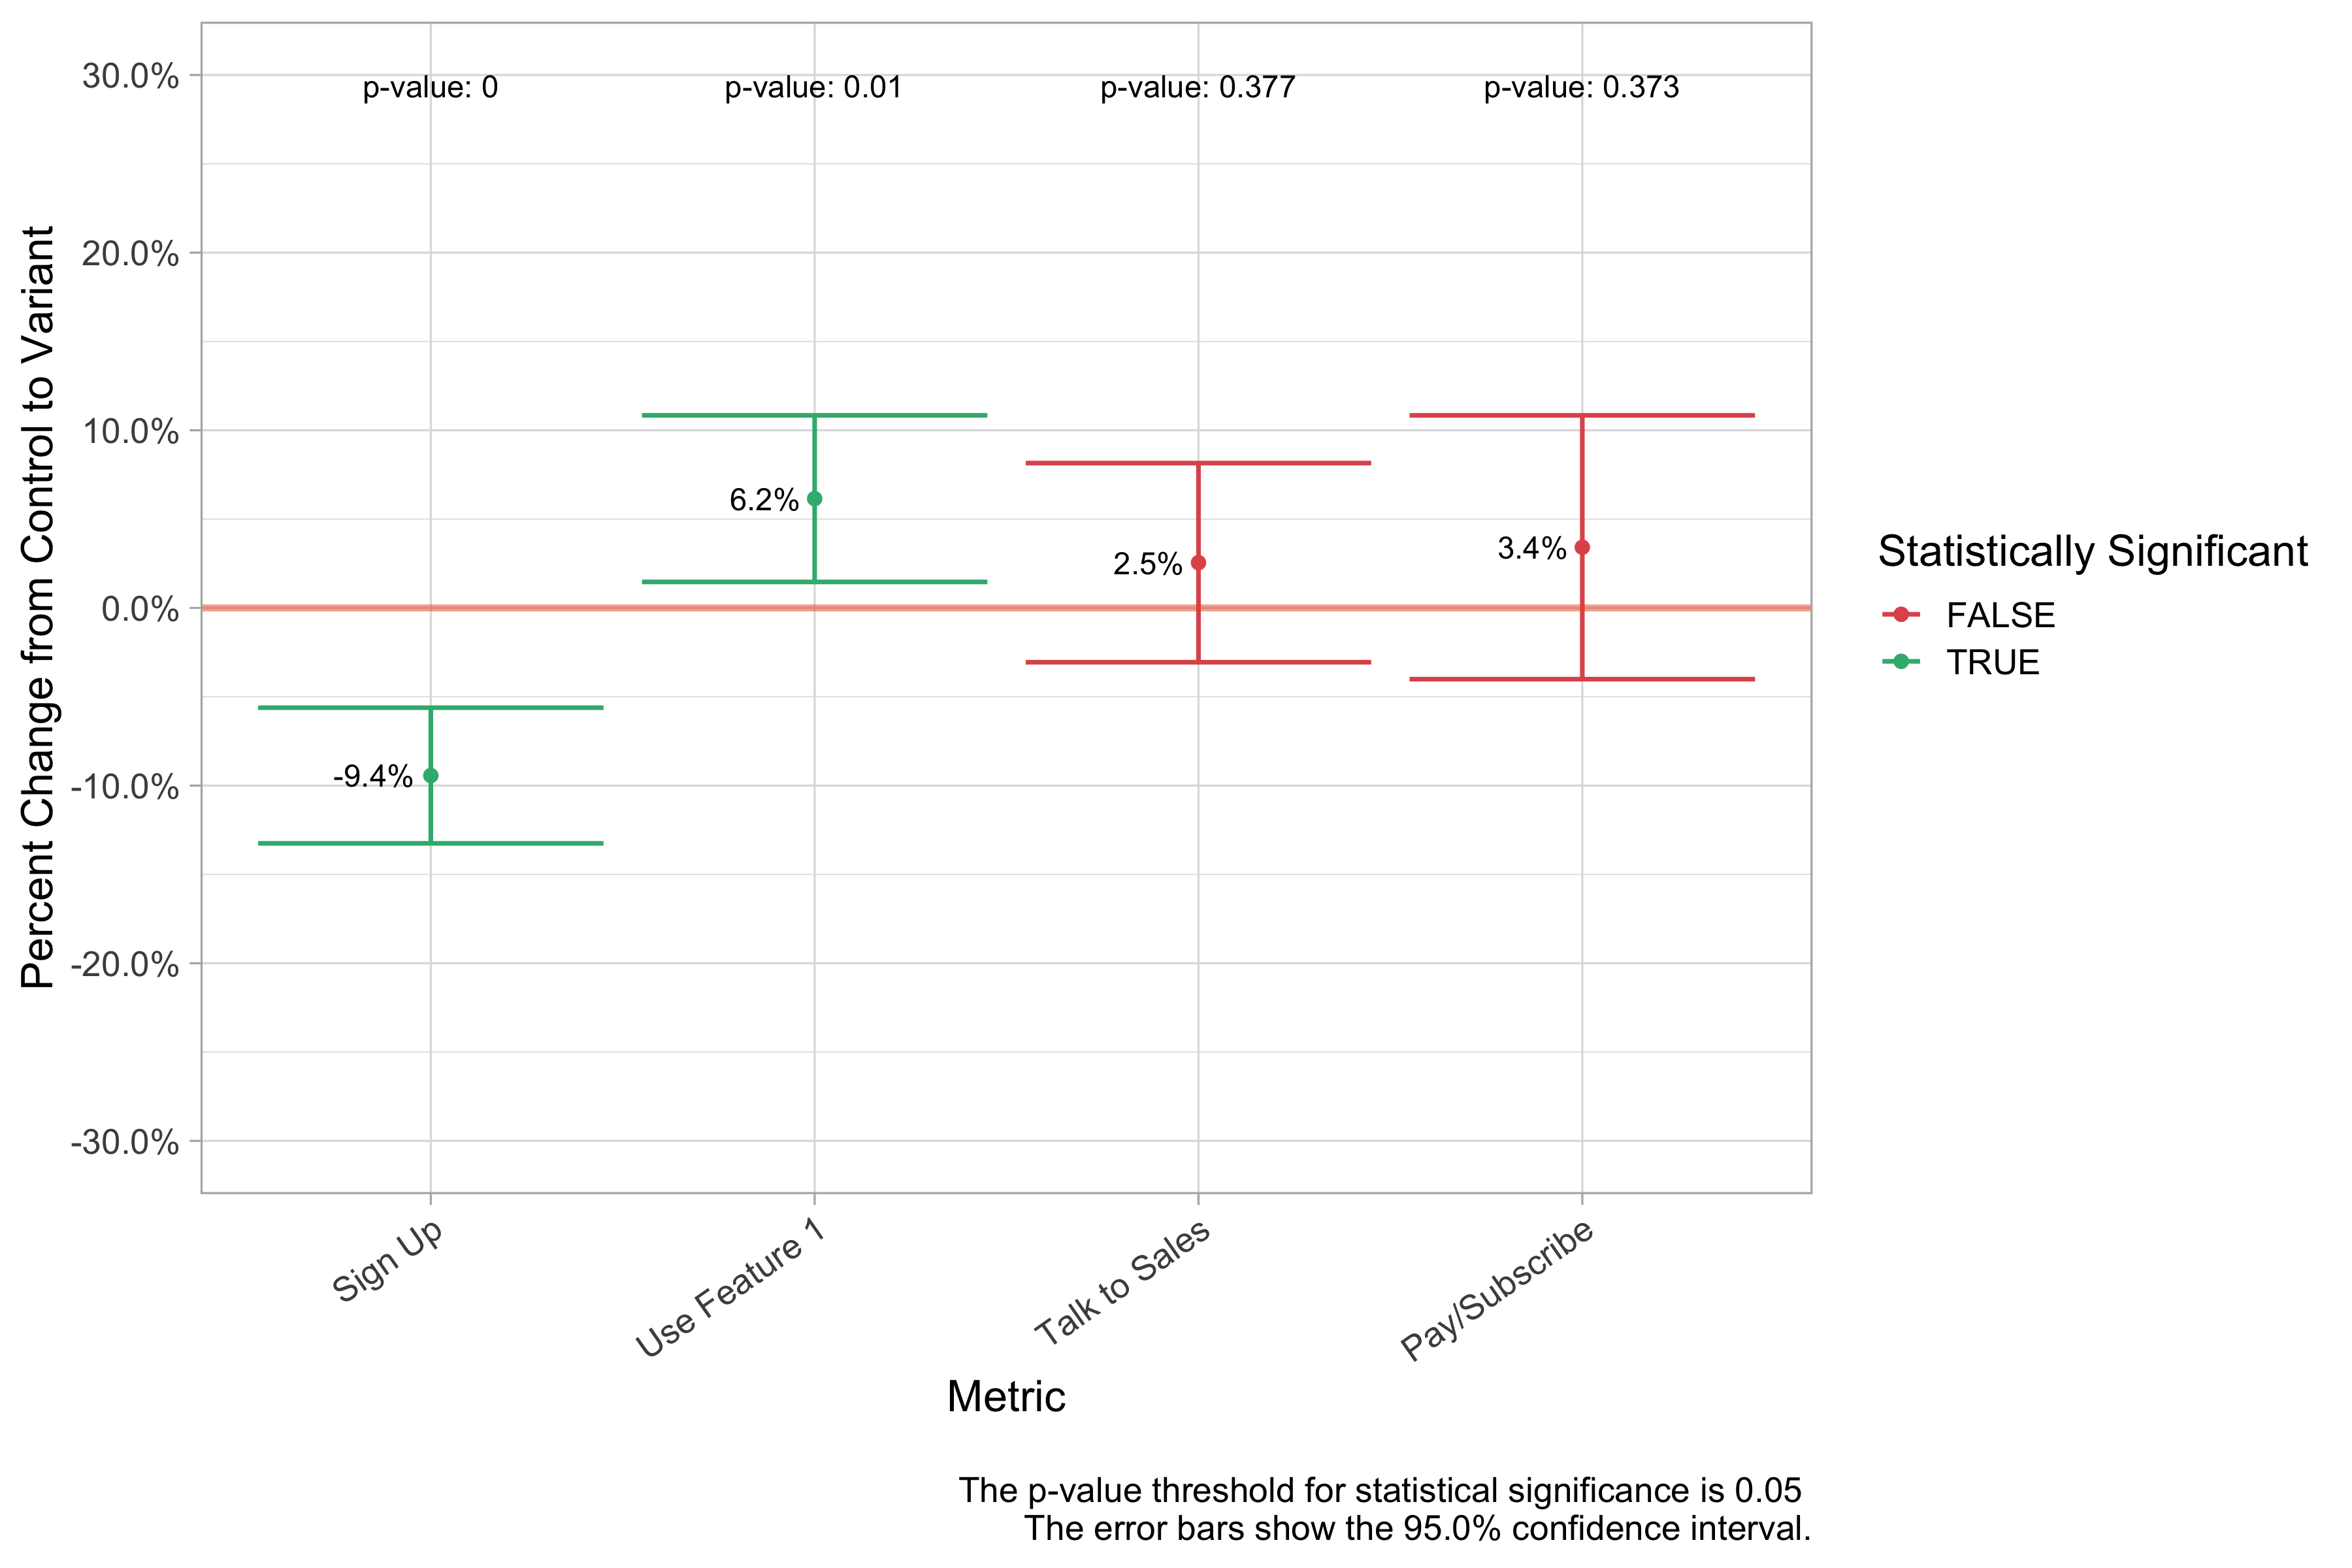 Percent Change from Control to Variant
30.0%
20.0%
10.0%
0.0%
-10.0%
-20.0%
-30.0%
p-value: 0
p-value: 0.01
p-value: 0.377
p-value: 0.373
-9.4%
6.2%
2.5%
3.4%
Sign Up
Use Feature 1
Talk to Sales
Pay/Subscribe
Metric
Statistically Significant
FALSE
TRUE
The p-value threshold for statistical significance is 0.05
The error bars show the 95.0% confidence interval.